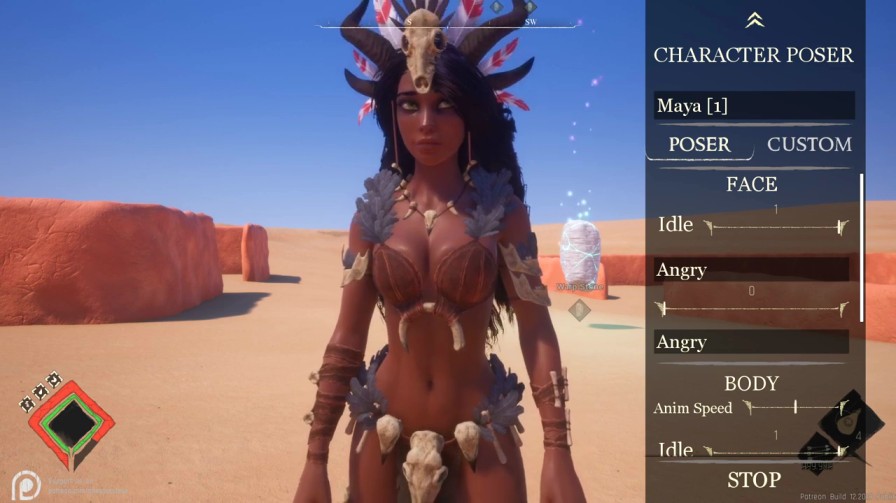 S
SW
CHARACTER POSER
Maya [1]
POSER CUSTOM
FACE
1
Idle
Angry
0
Angry
BODY
Anim Speed
1
Idle
4
STOP